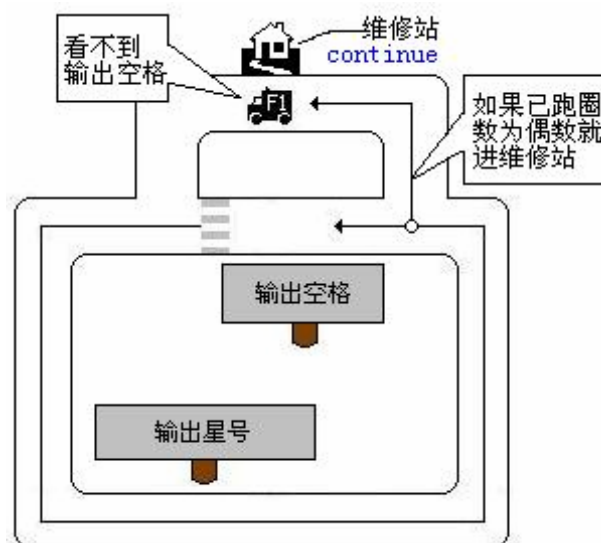 看不到
输出空格
维修站
continue
F1
如果已跑圈
数为偶数就
进维修站
输出空格
输出星号